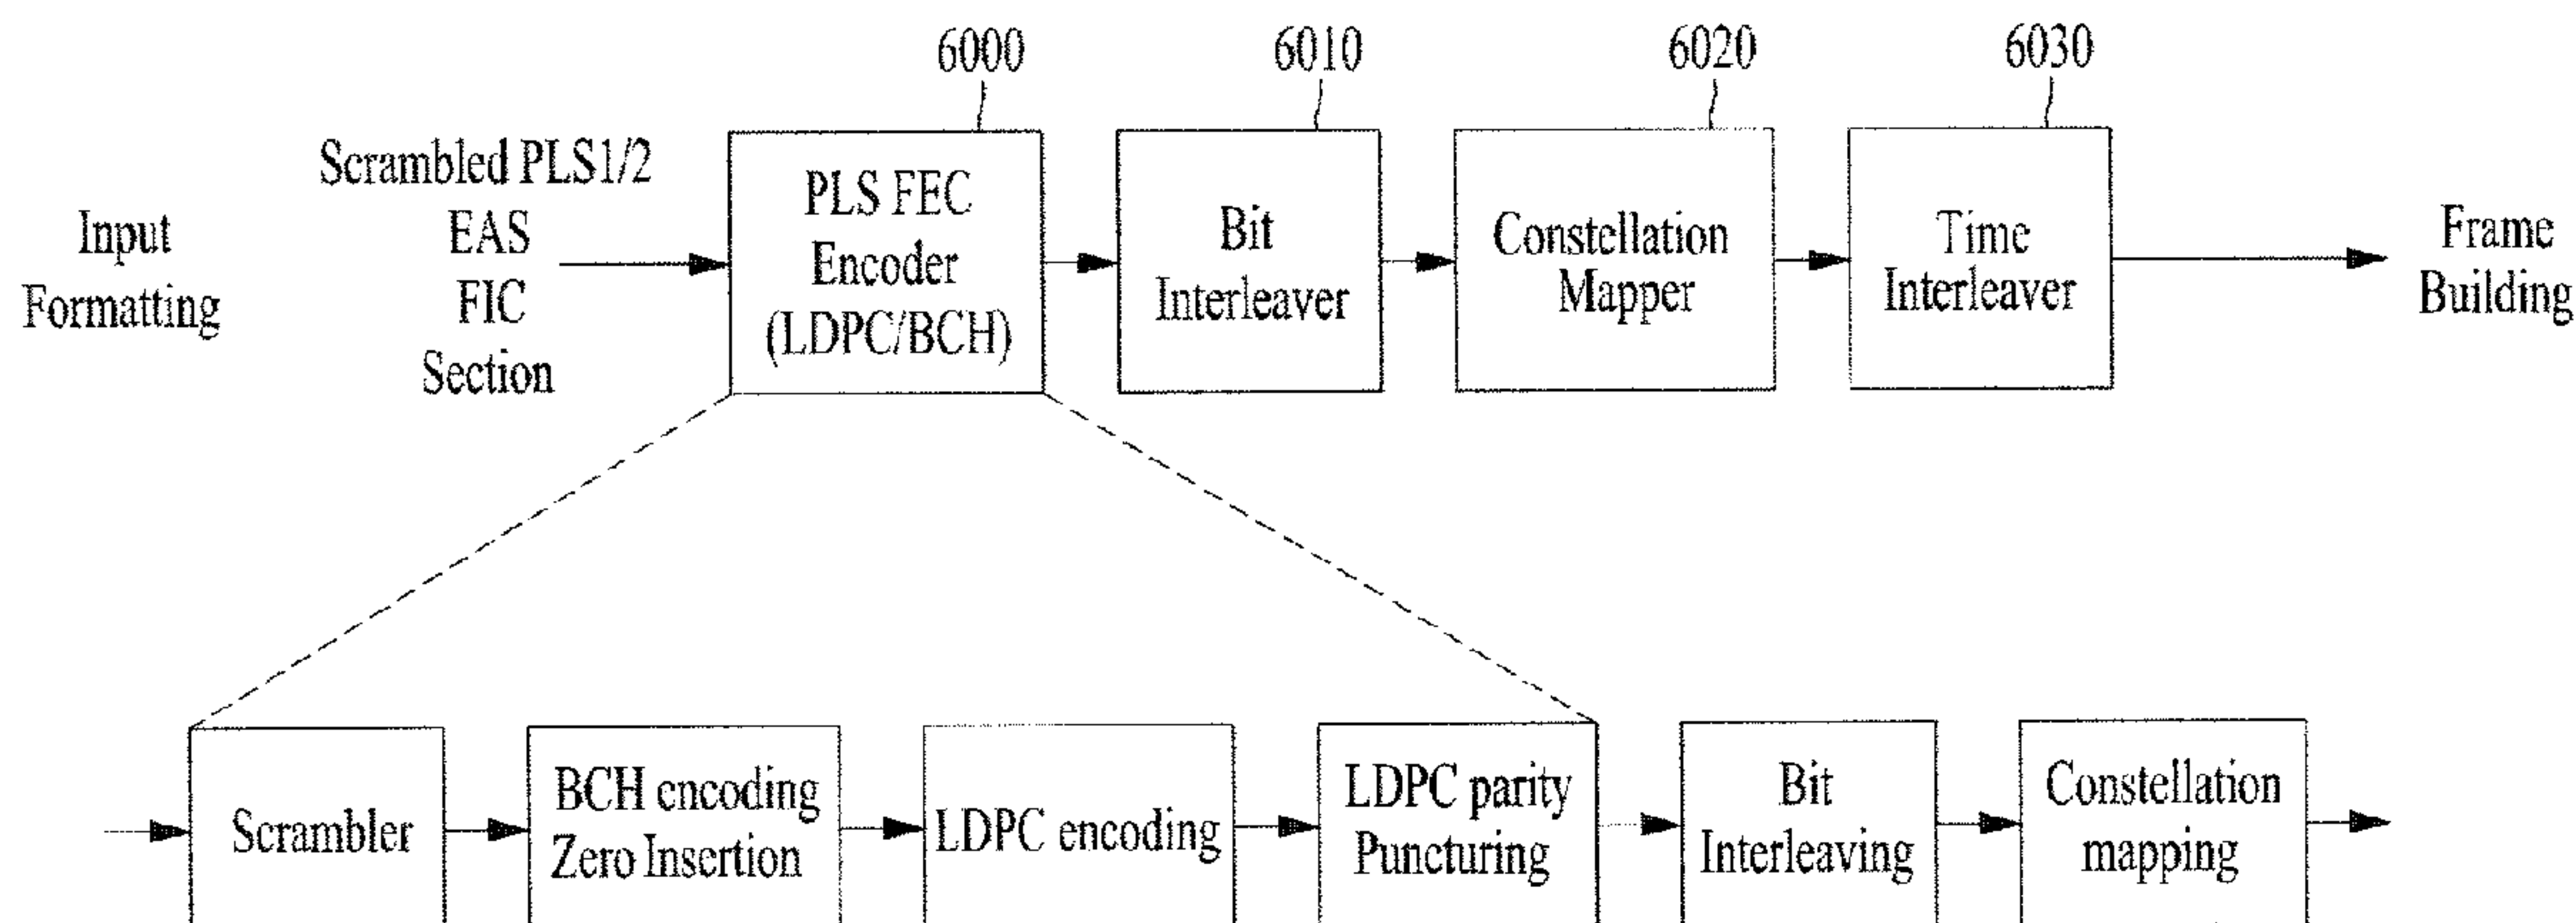 6000
6010
6020
6030
Input
Formatting
Scrambled PLS1/2
EAS
FIC
Section
PLS FEC
Encoder
(LDPC/BCH)
Bit
Interleaver
Constellation
Mapper
Time
Interleaver
Frame
Building
Scrambler
BCH encoding
Zero Insertion
LDPC encoding
LDPC parity
Puncturing
Bit
Interleaving
Constellation
mapping